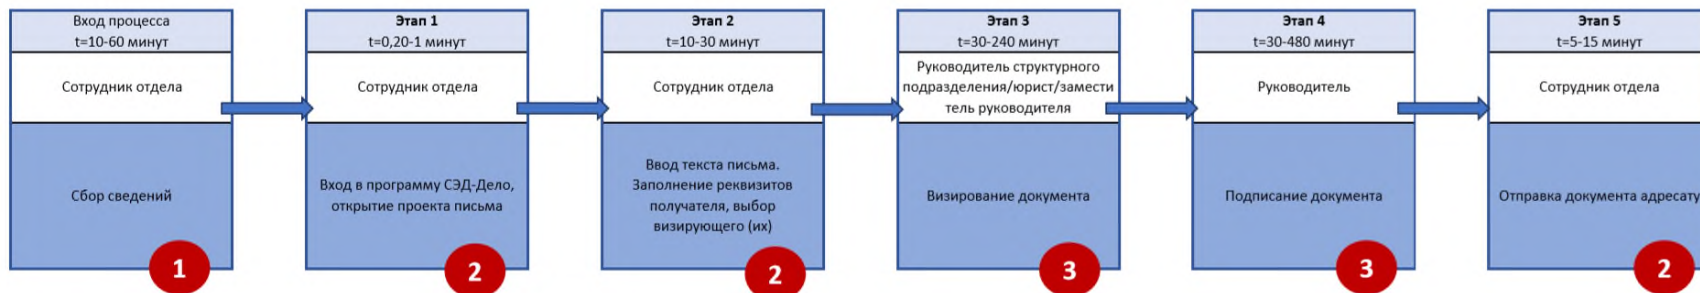 Вход процесса
t=10-60 минут
Сотрудник отдела
Сбор сведений
1
Этап 1
t=0,20-1 минут
Сотрудник отдела
Вход в программу СЭД-Дело,
открытие проекта письма
2
Этап 2
t=10-30 минут
Сотрудник отдела
Ввод текста письма.
Заполнение реквизитов
получателя, выбор
визирующего (их)
2
Этап 3
t=30-240 минут
Руководитель структурного
подразделения/юрист/замести
тель руководителя
Визирование документа
3
Этап 4
t=30-480 минут
Руководитель
Подписание документа
3
Этап 5
t=5-15 минут
Сотрудник отдела
Отправка документа адресату
2